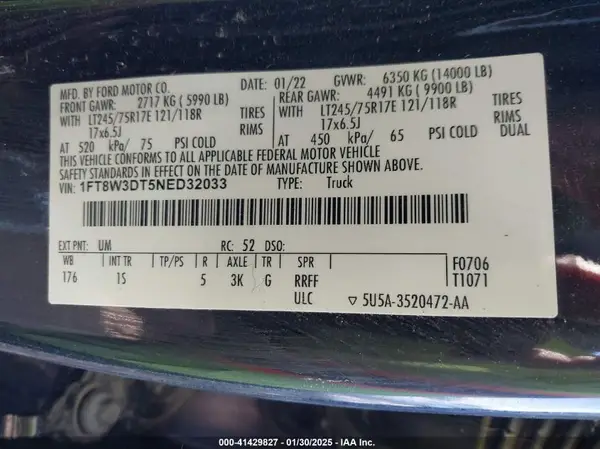 MFD. BY FORD MOTOR CO.
DATE: 01/22 GVWR: 6350 KG (14000 LB)
FRONT GAWR: 2717 KG ( 5990 LB)
REAR GAWR: 4491 KG ( 9900 LB)
WITH LT245/75R17E 121/118R TIRES
WITH LT245/75R17E 121/118R TIRES
17x6.5J RIMS
17x6.5J RIMS
AT 520 kPa/ 75 PSI COLD
AT 450 kPa/ 65 PSI COLD DUAL
THIS VEHICLE CONFORMS TO ALL APPLICABLE FEDERAL MOTOR VEHICLE
SAFETY STANDARDS IN EFFECT ON THE DATE OF MANUFACTURE SHOWN ABOVE.
VIN: 1FT8W3DT5NED32033 TYPE: Truck
EXT PNT: UM RC: 52 DSO:
WB INT TR TP/PS R AXLE TR SPR F0706
176 1S 5 3K G RRFF T1071
ULC ▽ 5U5A-3520472-AA
000-41429827 - 01/30/2025 - IAA Inc.